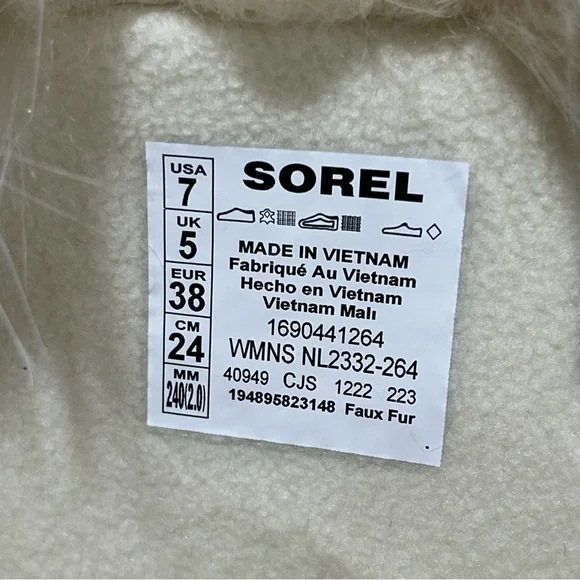 USA
7
UK
5
EUR
38
CM
24
MM
240(2.0)
SOREL
MADE IN VIETNAM
Fabriqué Au Vietnam
Hecho en Vietnam
Vietnam Malı
1690441264
WMNS NL2332-264
40949 CJS 1222 223
194895823148 Faux Fur